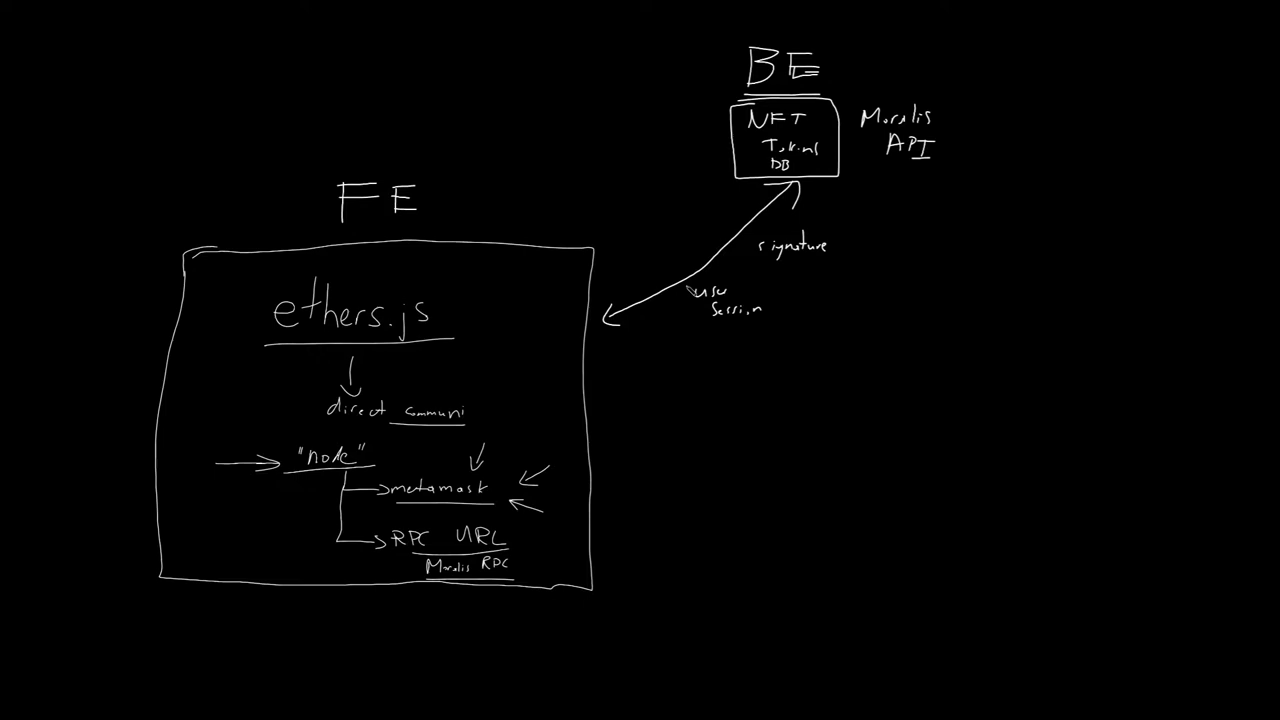 BE
NFT
Tokens
DB
Moralis
API
FE
signature
user
session
ethers.js
direct communi
"node"
metamask
RPC URL
Moralis RPC